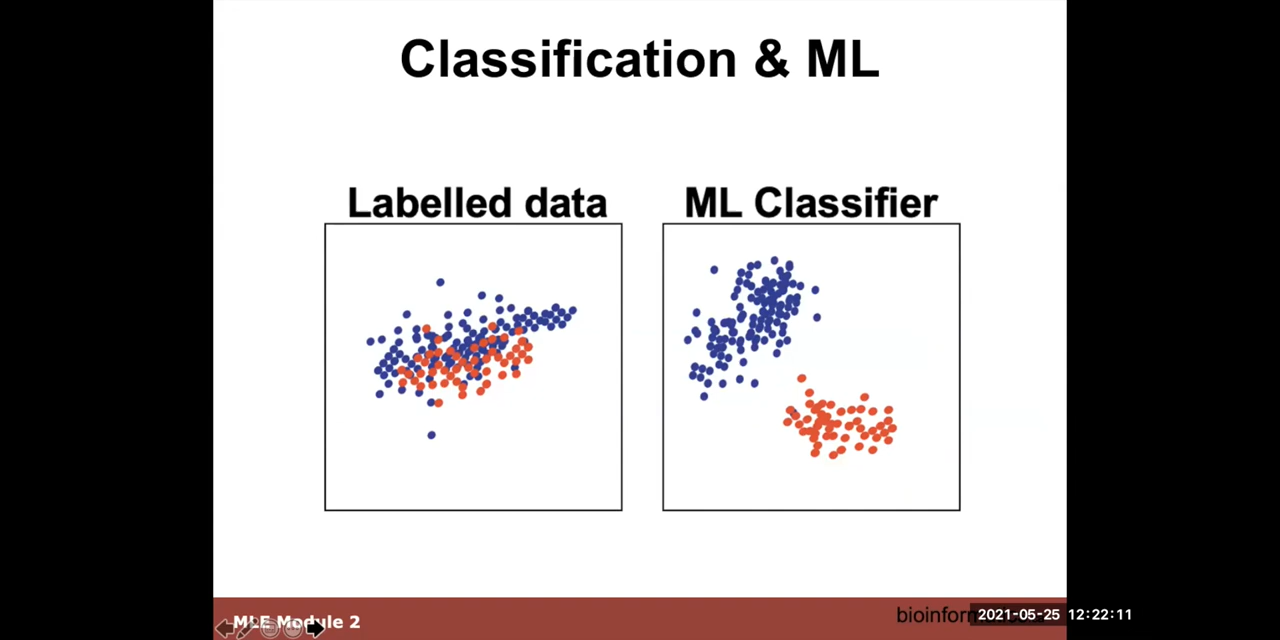 Classification & ML
Labelled data
ML Classifier
MLE Module 2
2021-05-25 12:22:11